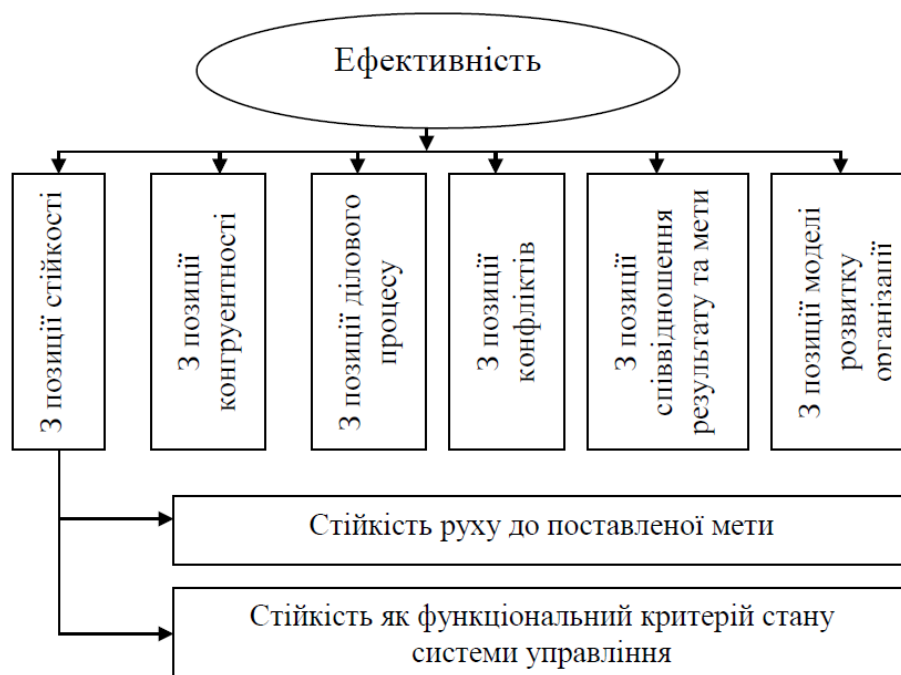 Ефективність
З позиції стійкості
З позиції
конгруентності
З позиції ділового
процесу
З позиції
конфліктів
З позиції
співвідношення
результату та мети
З позиції моделі
розвитку
організації
Стійкість руху до поставленої мети
Стійкість як функціональний критерій стану
системи управління